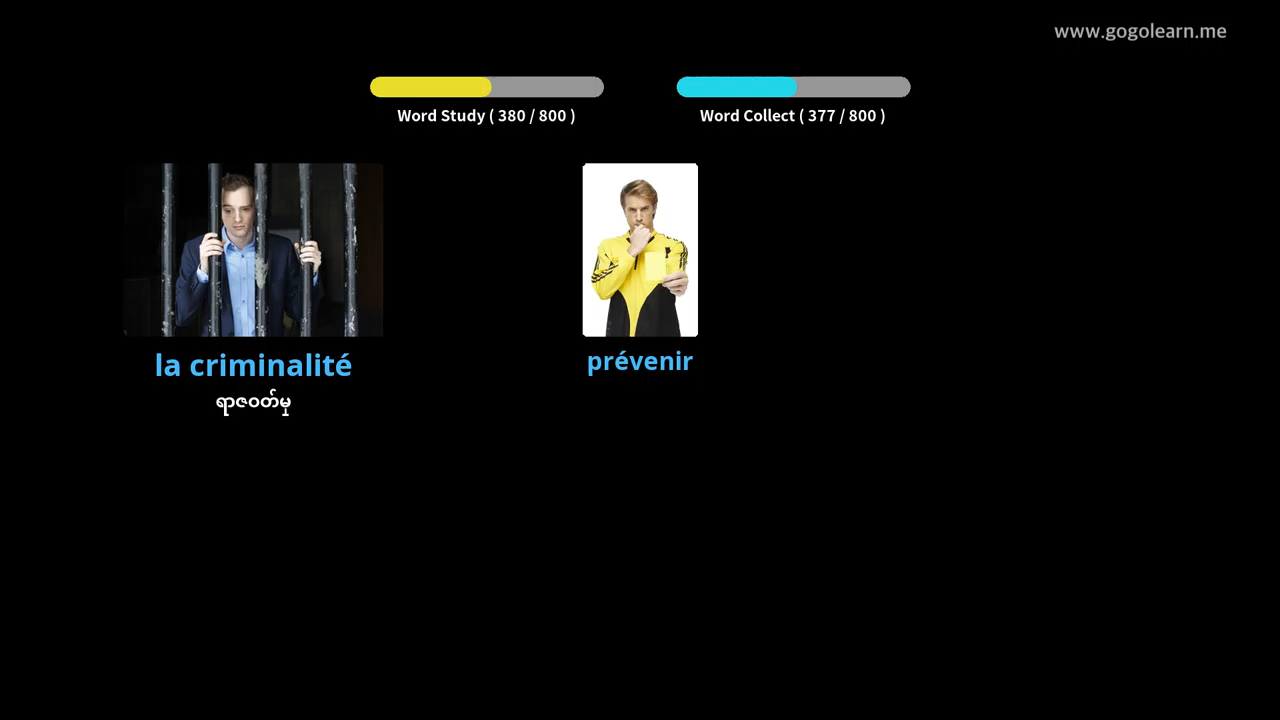 www.gogolearn.me
Word Study ( 380 / 800 )
Word Collect ( 377 / 800 )
la criminalité
ရာဇဝတ်မှု
prévenir